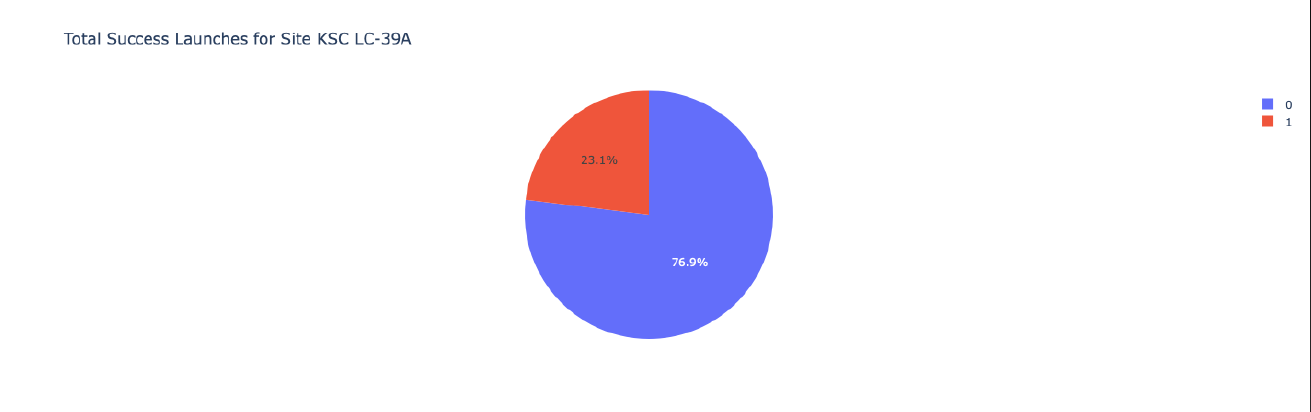 Total Success Launches for Site KSC LC-39A
0
1
23.1%
76.9%